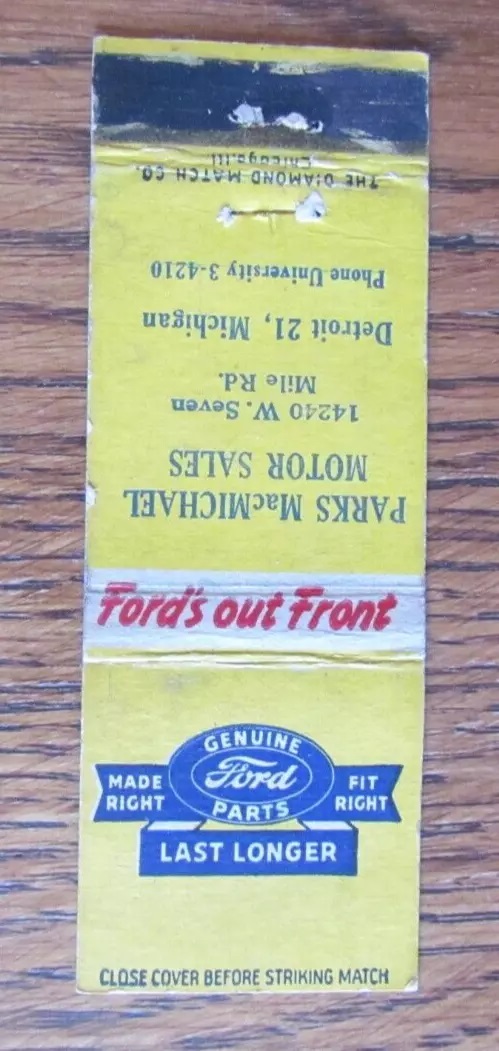 THE DIAMOND MATCH CO.
Chicago.Ill
PARKS MacMICHAEL
MOTOR SALES
14240 W. Seven
Mile Rd.
Detroit 21, Michigan
Phone University 3-4210
Ford's out Front
GENUINE
Ford
PARTS
MADE
RIGHT
FIT
RIGHT
LAST LONGER
CLOSE COVER BEFORE STRIKING MATCH